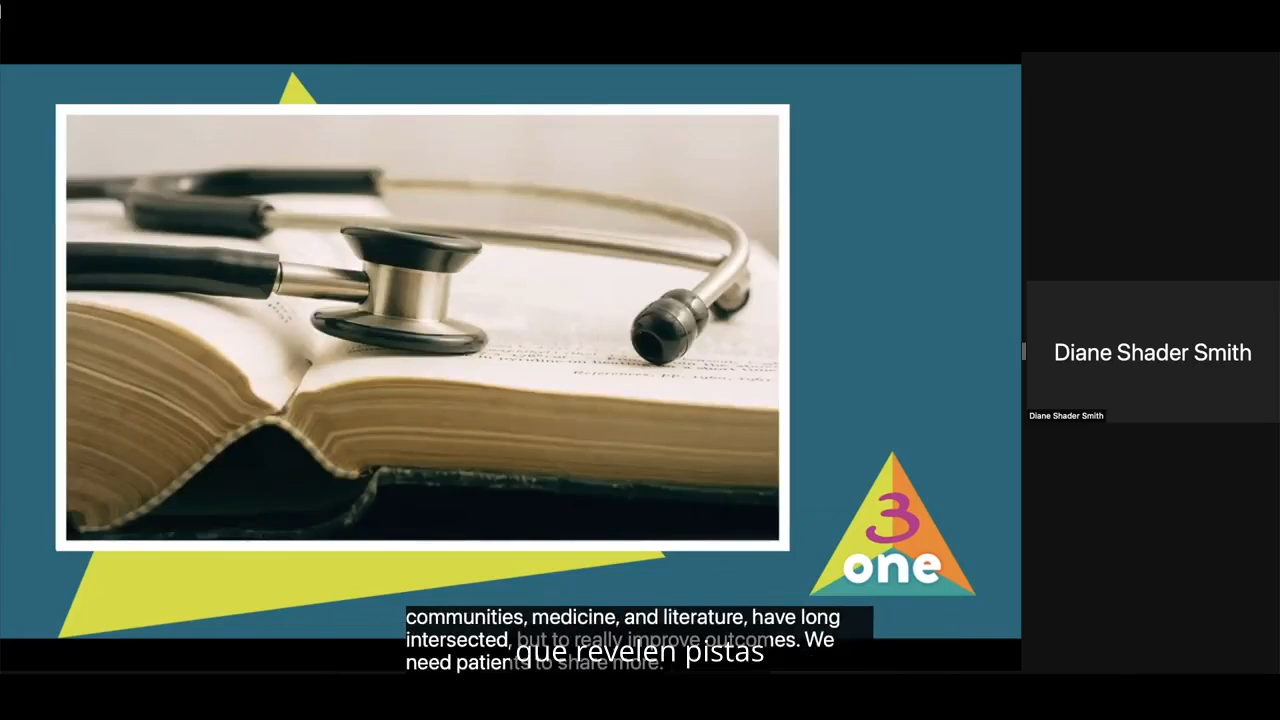 3
one
Diane Shader Smith
Diane Shader Smith
communities, medicine, and literature, have long
intersected, but to really improve outcomes. We
need patients to share more.
que revelen pistas